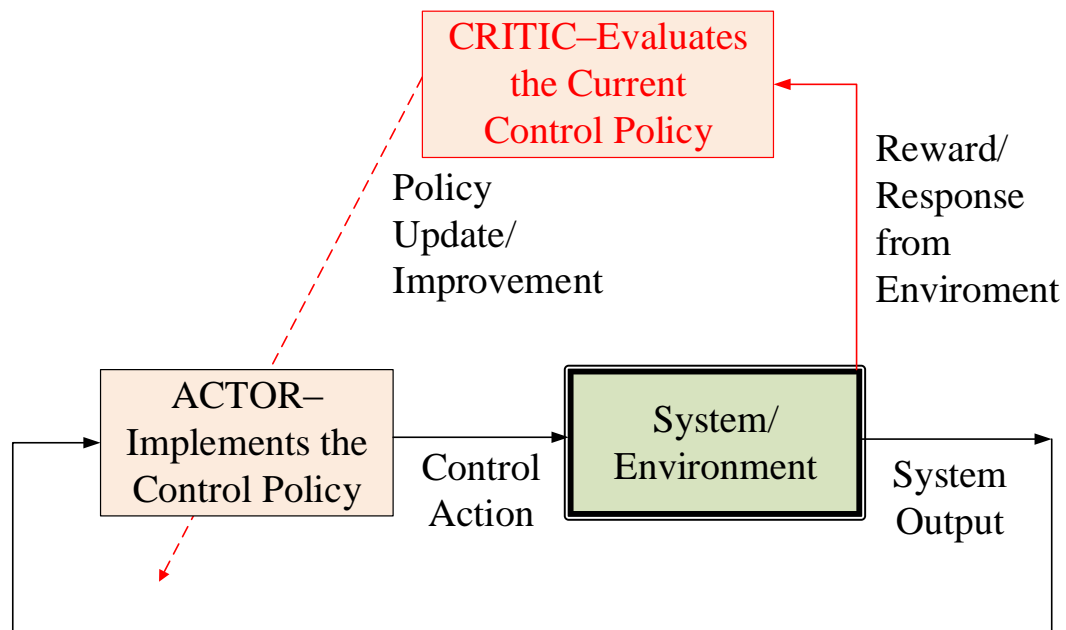 CRITIC–Evaluates
the Current
Control Policy
Policy
Update/
Improvement
Reward/
Response
from
Enviroment
ACTOR–
Implements the
Control Policy
Control
Action
System/
Environment
System
Output